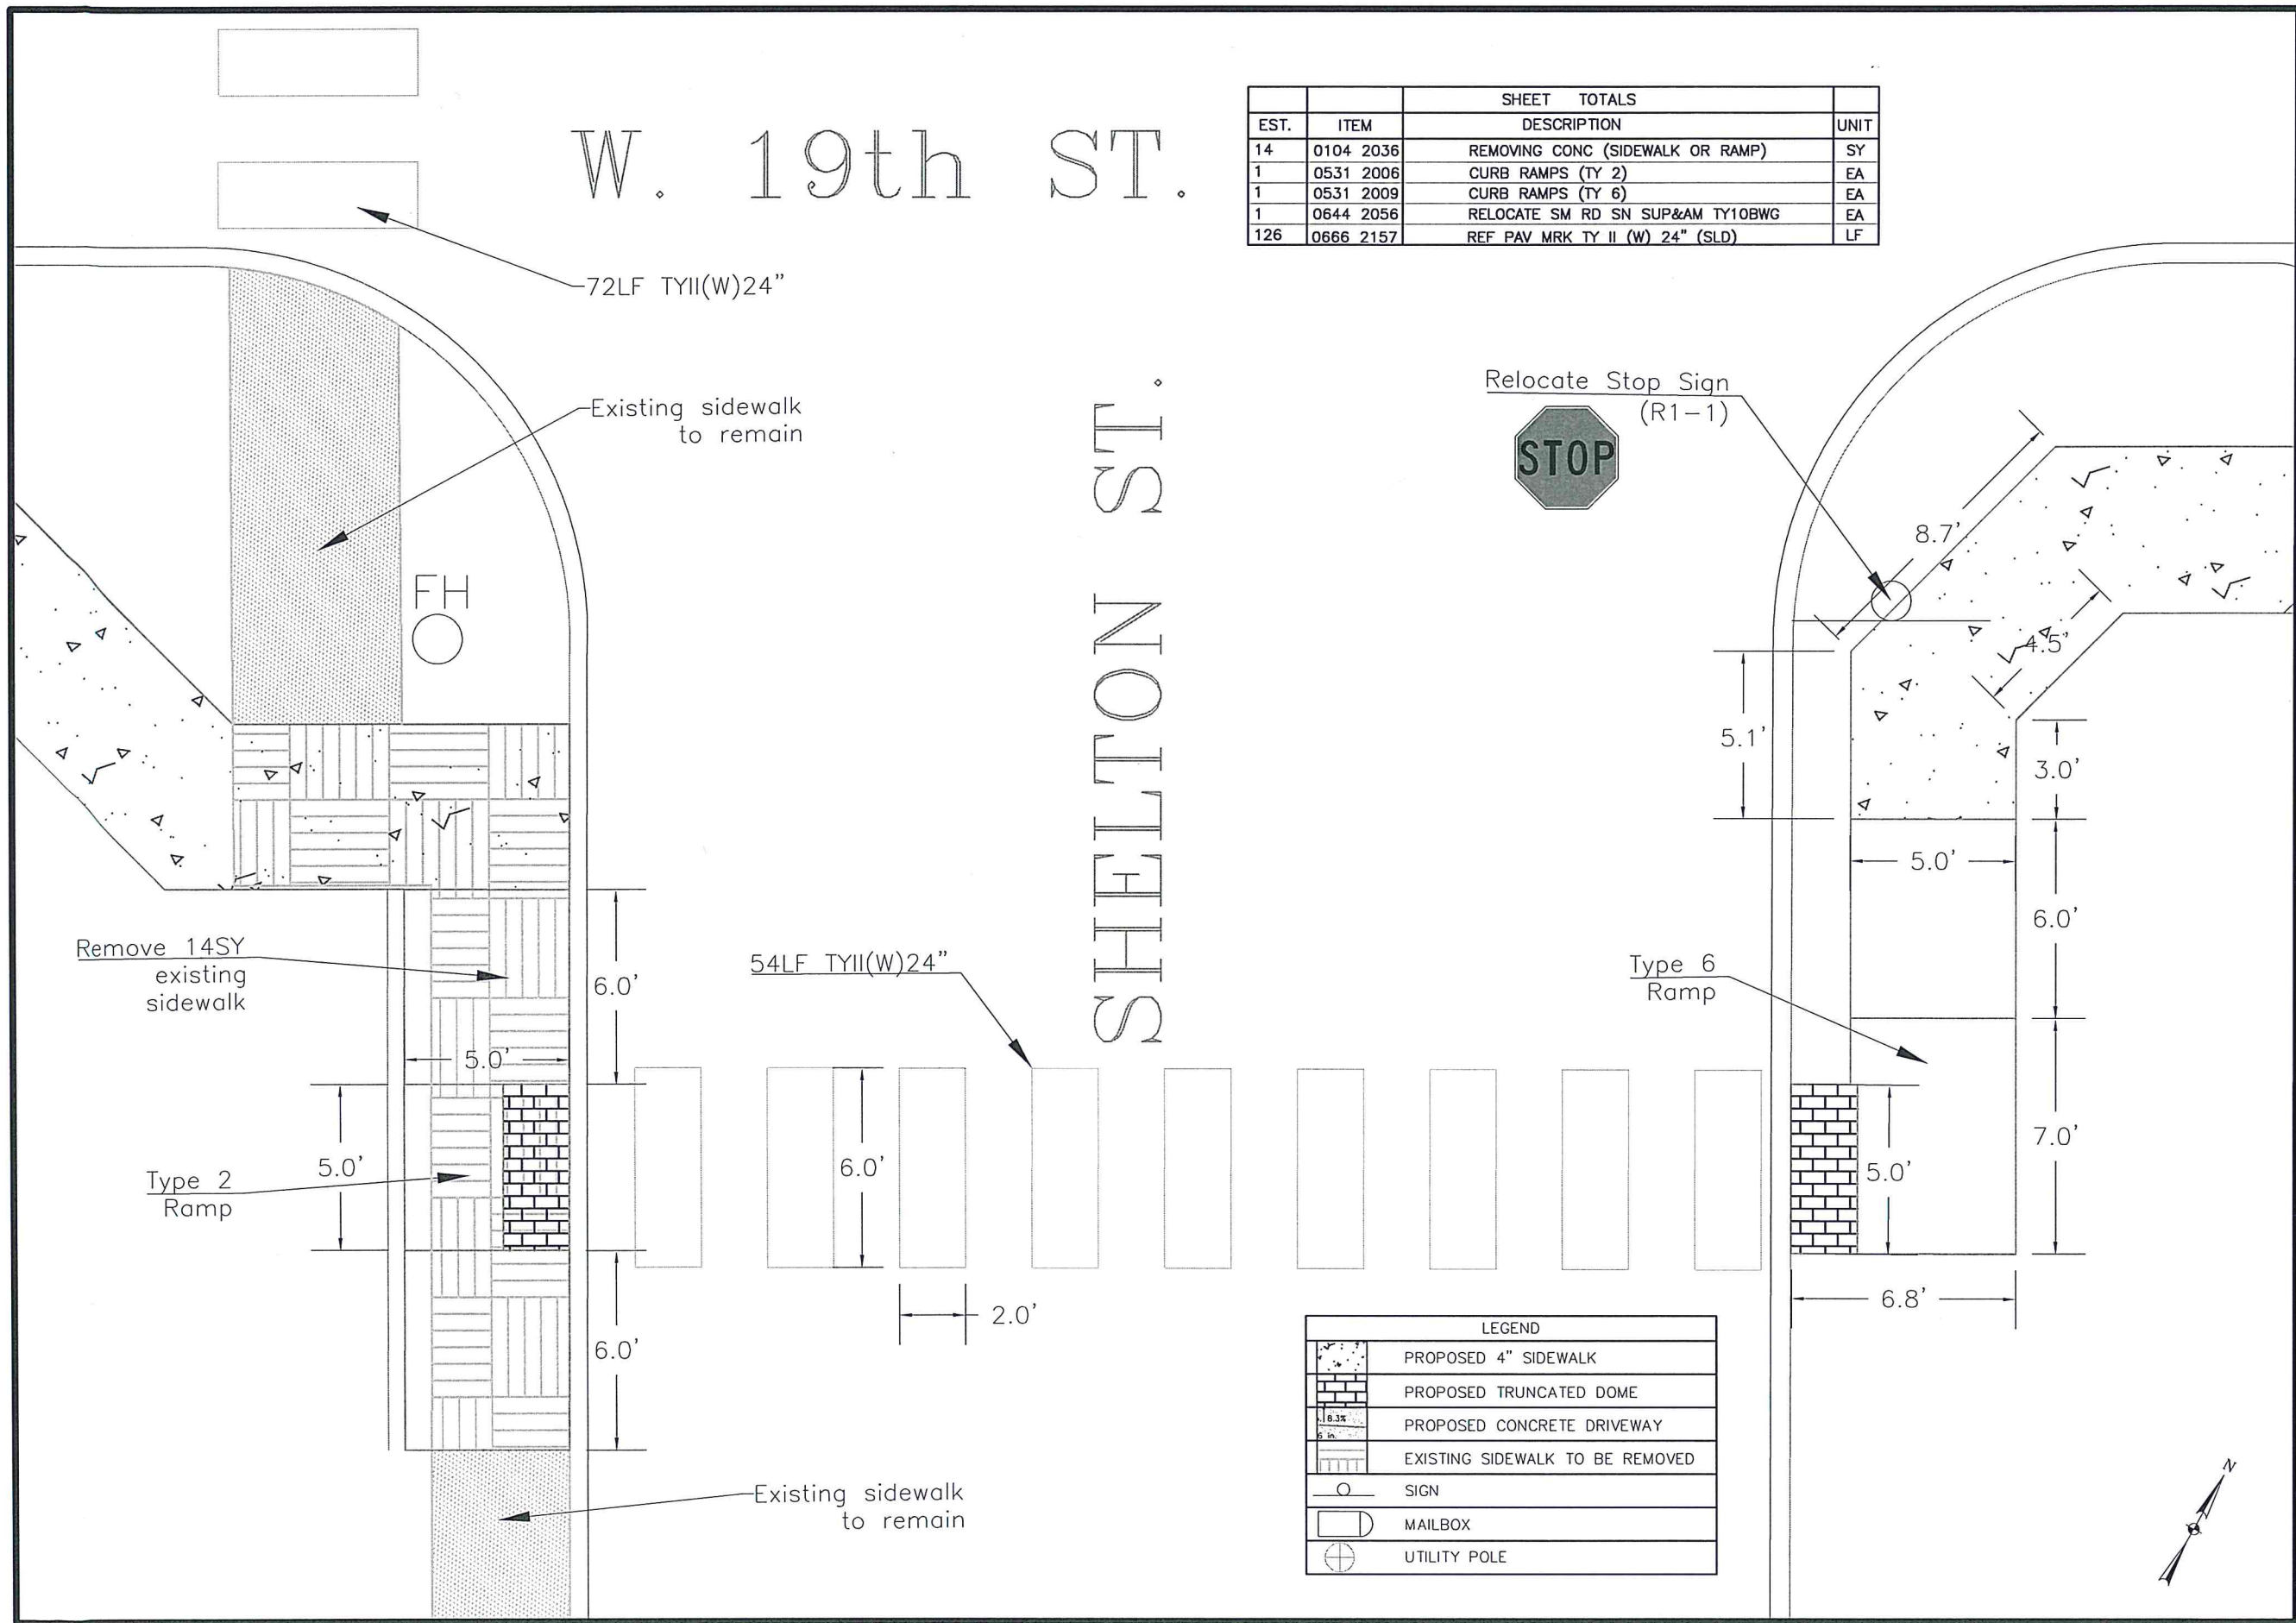 W. 19th ST.
SHEET TOTALS
EST. ITEM DESCRIPTION UNIT
14 0104 2036 REMOVING CONC (SIDEWALK OR RAMP) SY
1 0531 2006 CURB RAMPS (TY 2) EA
1 0531 2009 CURB RAMPS (TY 6) EA
1 0644 2056 RELOCATE SM RD SN SUP&AM TY10BWG EA
126 0666 2157 REF PAV MRK TY II (W) 24" (SLD) LF
72LF TYII(W)24"
Existing sidewalk
to remain
FH
SHELTON ST.
Relocate Stop Sign
(R1-1)
STOP
8.7'
4.5'
5.1'
3.0'
5.0'
6.0'
Type 6
Ramp
7.0'
5.0'
6.8'
Remove 14SY
existing
sidewalk
6.0'
5.0'
54LF TYII(W)24"
5.0'
Type 2
Ramp
6.0'
2.0'
6.0'
Existing sidewalk
to remain
LEGEND
PROPOSED 4" SIDEWALK
PROPOSED TRUNCATED DOME
8.3%
6 in.
PROPOSED CONCRETE DRIVEWAY
EXISTING SIDEWALK TO BE REMOVED
SIGN
MAILBOX
UTILITY POLE
N